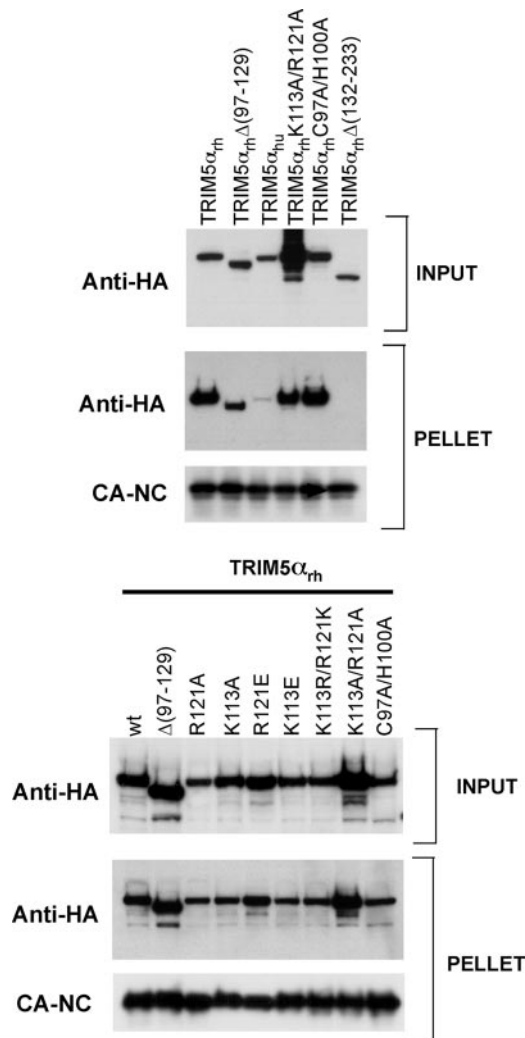 TRIM5αrh
TRIM5αrhΔ(97-129)
TRIM5αhu
TRIM5αrhK113A/R121A
TRIM5αrhC97A/H100A
TRIM5αrhΔ(132-233)
Anti-HA
INPUT
Anti-HA
PELLET
CA-NC
TRIM5αrh
wt
Δ(97-129)
R121A
K113A
R121E
K113E
K113R/R121K
K113A/R121A
C97A/H100A
Anti-HA
INPUT
Anti-HA
PELLET
CA-NC